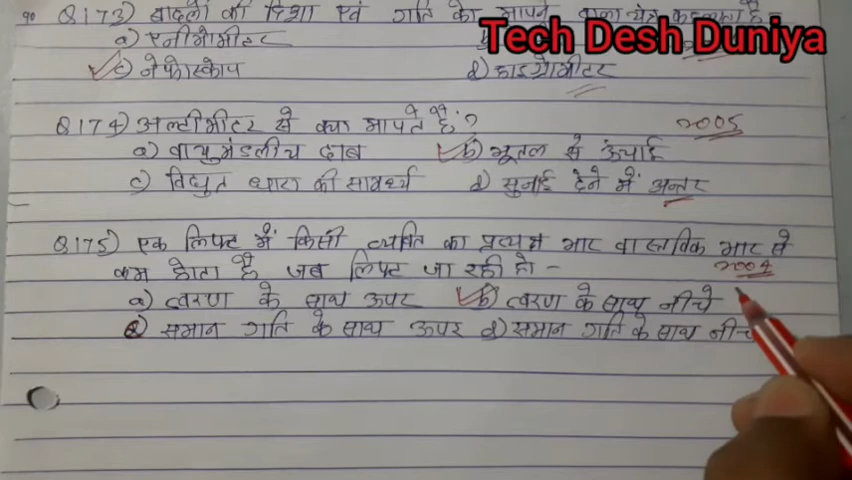 Q173) बादलों की दिशा एवं गति को मापने वाला यंत्र कहलाता है -
Tech Desh Duniya
a) एनीमोमीटर
c) नेफोस्कोप d) हाइग्रोमीटर
Q174) अल्टीमीटर से क्या मापते हैं? 2005
a) वायुमंडलीय दाब b) भूतल से ऊंचाई
c) विद्युत धारा की सामर्थ्य d) सुनाई देने में अन्तर
Q175) एक लिफ्ट में किसी व्यक्ति का प्रत्यक्ष भार वास्तविक भार से
कम होता है जब लिफ्ट जा रही हो - 2004
a) त्वरण के साथ ऊपर b) त्वरण के साथ नीचे
c) समान गति के साथ ऊपर d) समान गति के साथ नीचे